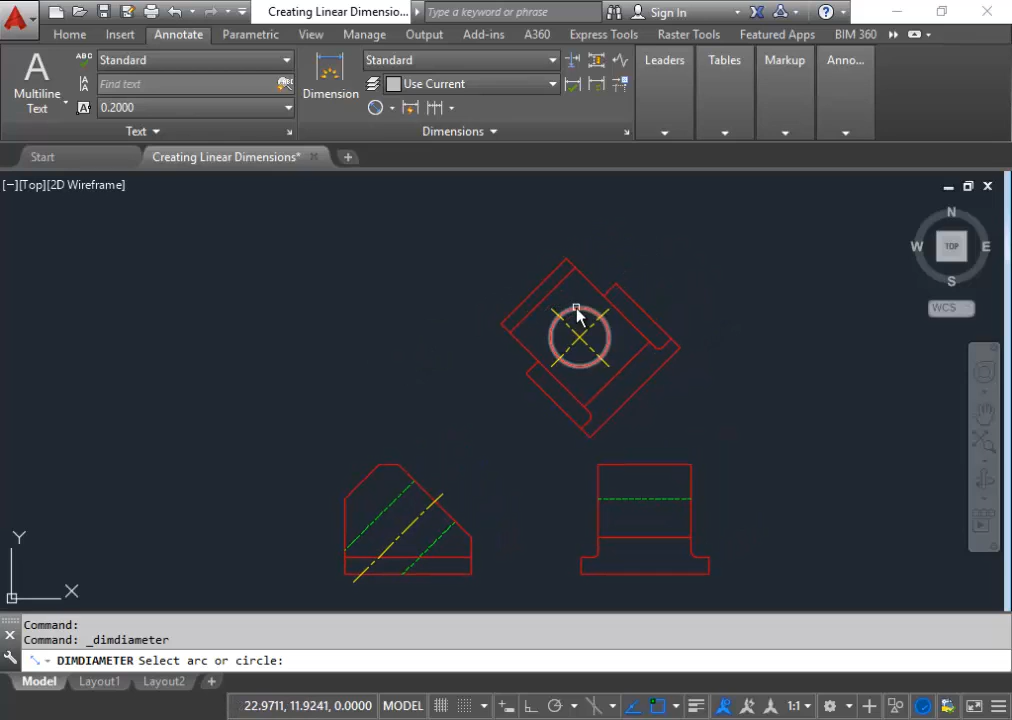 Creating Linear Dimensio...
Type a keyword or phrase
Sign In
Home Insert Annotate Parametric View Manage Output Add-ins A360 Express Tools Raster Tools Featured Apps BIM 360
Multiline Text
ABC
Standard
Find text
ABC
A
0.2000
Text
Dimension
Standard
Use Current
Dimensions
Leaders
Tables
Markup
Anno...
Start
Creating Linear Dimensions*
[−][Top][2D Wireframe]
N
W TOP E
S
WCS
Y
X
Command:
Command: _dimdiameter
DIMDIAMETER Select arc or circle:
Model Layout1 Layout2
22.9711, 11.9241, 0.0000 MODEL 1:1